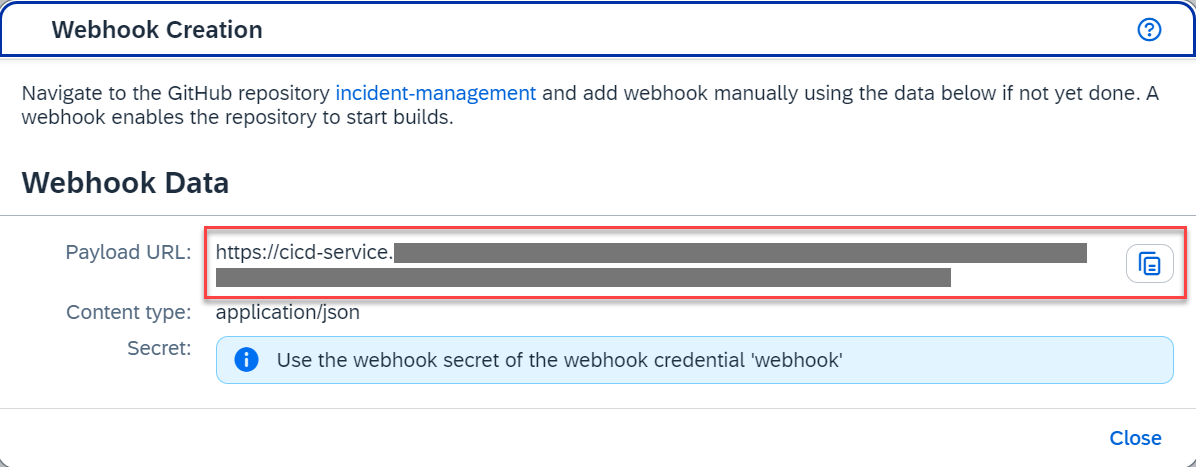 Webhook Creation
Navigate to the GitHub repository incident-management and add webhook manually using the data below if not yet done. A
webhook enables the repository to start builds.
Webhook Data
Payload URL: https://cicd-service.
Content type: application/json
Secret: Use the webhook secret of the webhook credential 'webhook'
Close